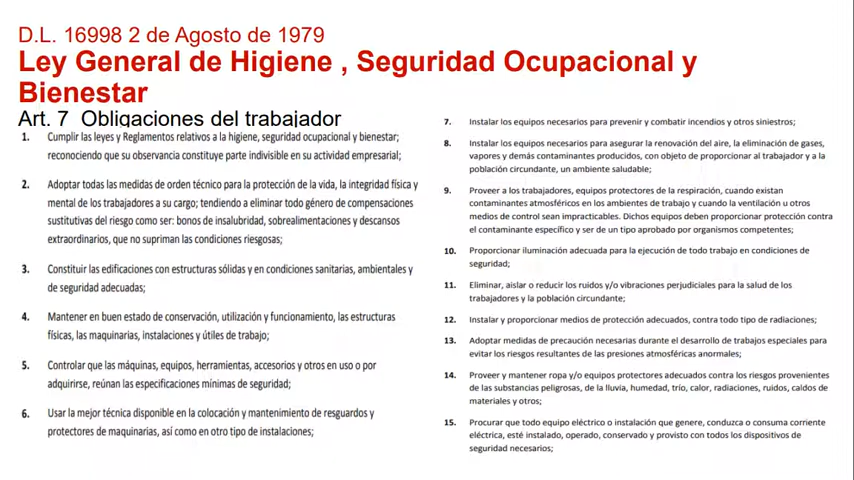 D.L. 16998 2 de Agosto de 1979
Ley General de Higiene , Seguridad Ocupacional y
Bienestar
Art. 7 Obligaciones del trabajador
1. Cumplir las leyes y Reglamentos relativos a la higiene, seguridad ocupacional y bienestar;
reconociendo que su observancia constituye parte indivisible en su actividad empresarial;
2. Adoptar todas las medidas de orden técnico para la protección de la vida, la integridad física y
mental de los trabajadores a su cargo; tendiendo a eliminar todo género de compensaciones
sustitutivas del riesgo como ser: bonos de insalubridad, sobrealimentaciones y descansos
extraordinarios, que no supriman las condiciones riesgosas;
3. Constituir las edificaciones con estructuras sólidas y en condiciones sanitarias, ambientales y
de seguridad adecuadas;
4. Mantener en buen estado de conservación, utilización y funcionamiento, las estructuras
físicas, las maquinarias, instalaciones y útiles de trabajo;
5. Controlar que las máquinas, equipos, herramientas, accesorios y otros en uso o por
adquirirse, reúnan las especificaciones mínimas de seguridad;
6. Usar la mejor técnica disponible en la colocación y mantenimiento de resguardos y
protectores de maquinarias, así como en otro tipo de instalaciones;
7. Instalar los equipos necesarios para prevenir y combatir incendios y otros siniestros;
8. Instalar los equipos necesarios para asegurar la renovación del aire, la eliminación de gases,
vapores y demás contaminantes producidos, con objeto de proporcionar al trabajador y a la
población circundante, un ambiente saludable;
9. Proveer a los trabajadores, equipos protectores de la respiración, cuando existan
contaminantes atmosféricos en los ambientes de trabajo y cuando la ventilación u otros
medios de control sean impracticables. Dichos equipos deben proporcionar protección contra
el contaminante específico y ser de un tipo aprobado por organismos competentes;
10. Proporcionar iluminación adecuada para la ejecución de todo trabajo en condiciones de
seguridad;
11. Eliminar, aislar o reducir los ruidos y/o vibraciones perjudiciales para la salud de los
trabajadores y la población circundante;
12. Instalar y proporcionar medios de protección adecuados, contra todo tipo de radiaciones;
13. Adoptar medidas de precaución necesarias durante el desarrollo de trabajos especiales para
evitar los riesgos resultantes de las presiones atmosféricas anormales;
14. Proveer y mantener ropa y/o equipos protectores adecuados contra los riesgos provenientes
de las substancias peligrosas, de la lluvia, humedad, frío, calor, radiaciones, ruidos, caldos de
materiales y otros;
15. Procurar que todo equipo eléctrico o instalación que genere, conduzca o consuma corriente
eléctrica, esté instalado, operado, conservado y provisto con todos los dispositivos de
seguridad necesarios;